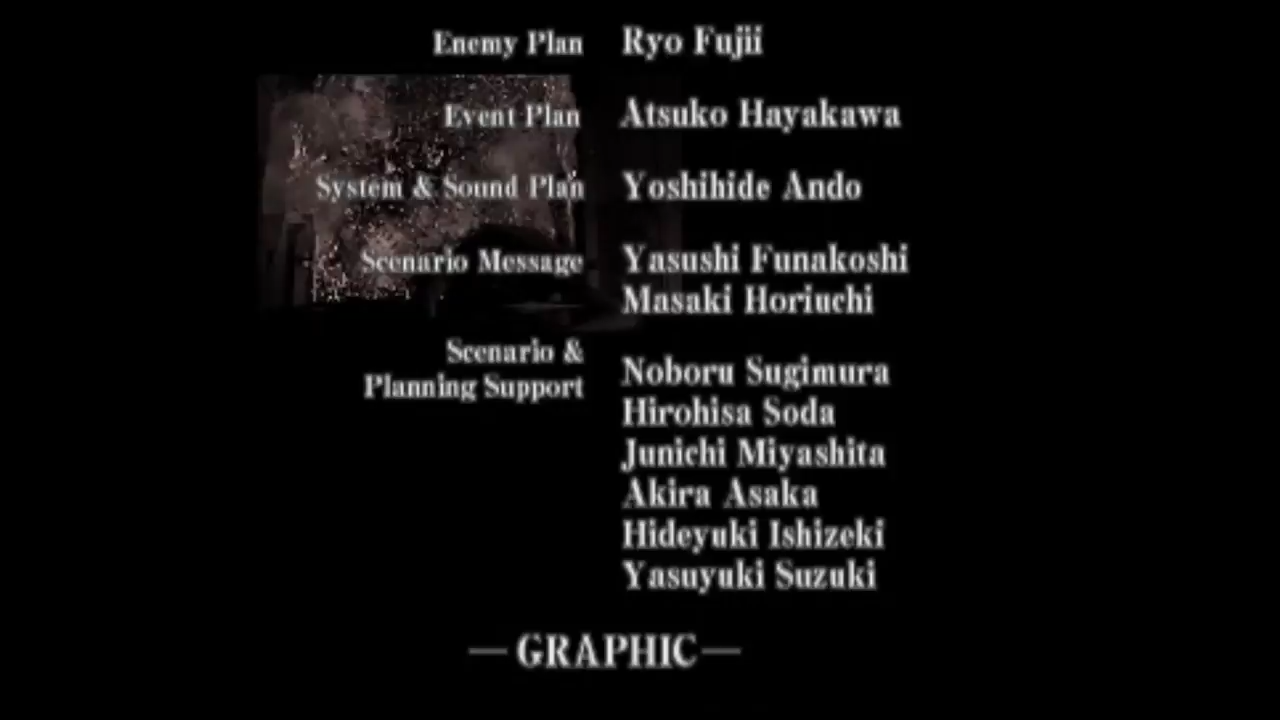 Enemy Plan Ryo Fujii
Event Plan Atsuko Hayakawa
System & Sound Plan Yoshihide Ando
Scenario Message Yasushi Funakoshi
Masaki Horiuchi
Scenario &
Planning Support Noboru Sugimura
Hirohisa Soda
Junichi Miyashita
Akira Asaka
Hideyuki Ishizeki
Yasuyuki Suzuki
—GRAPHIC—